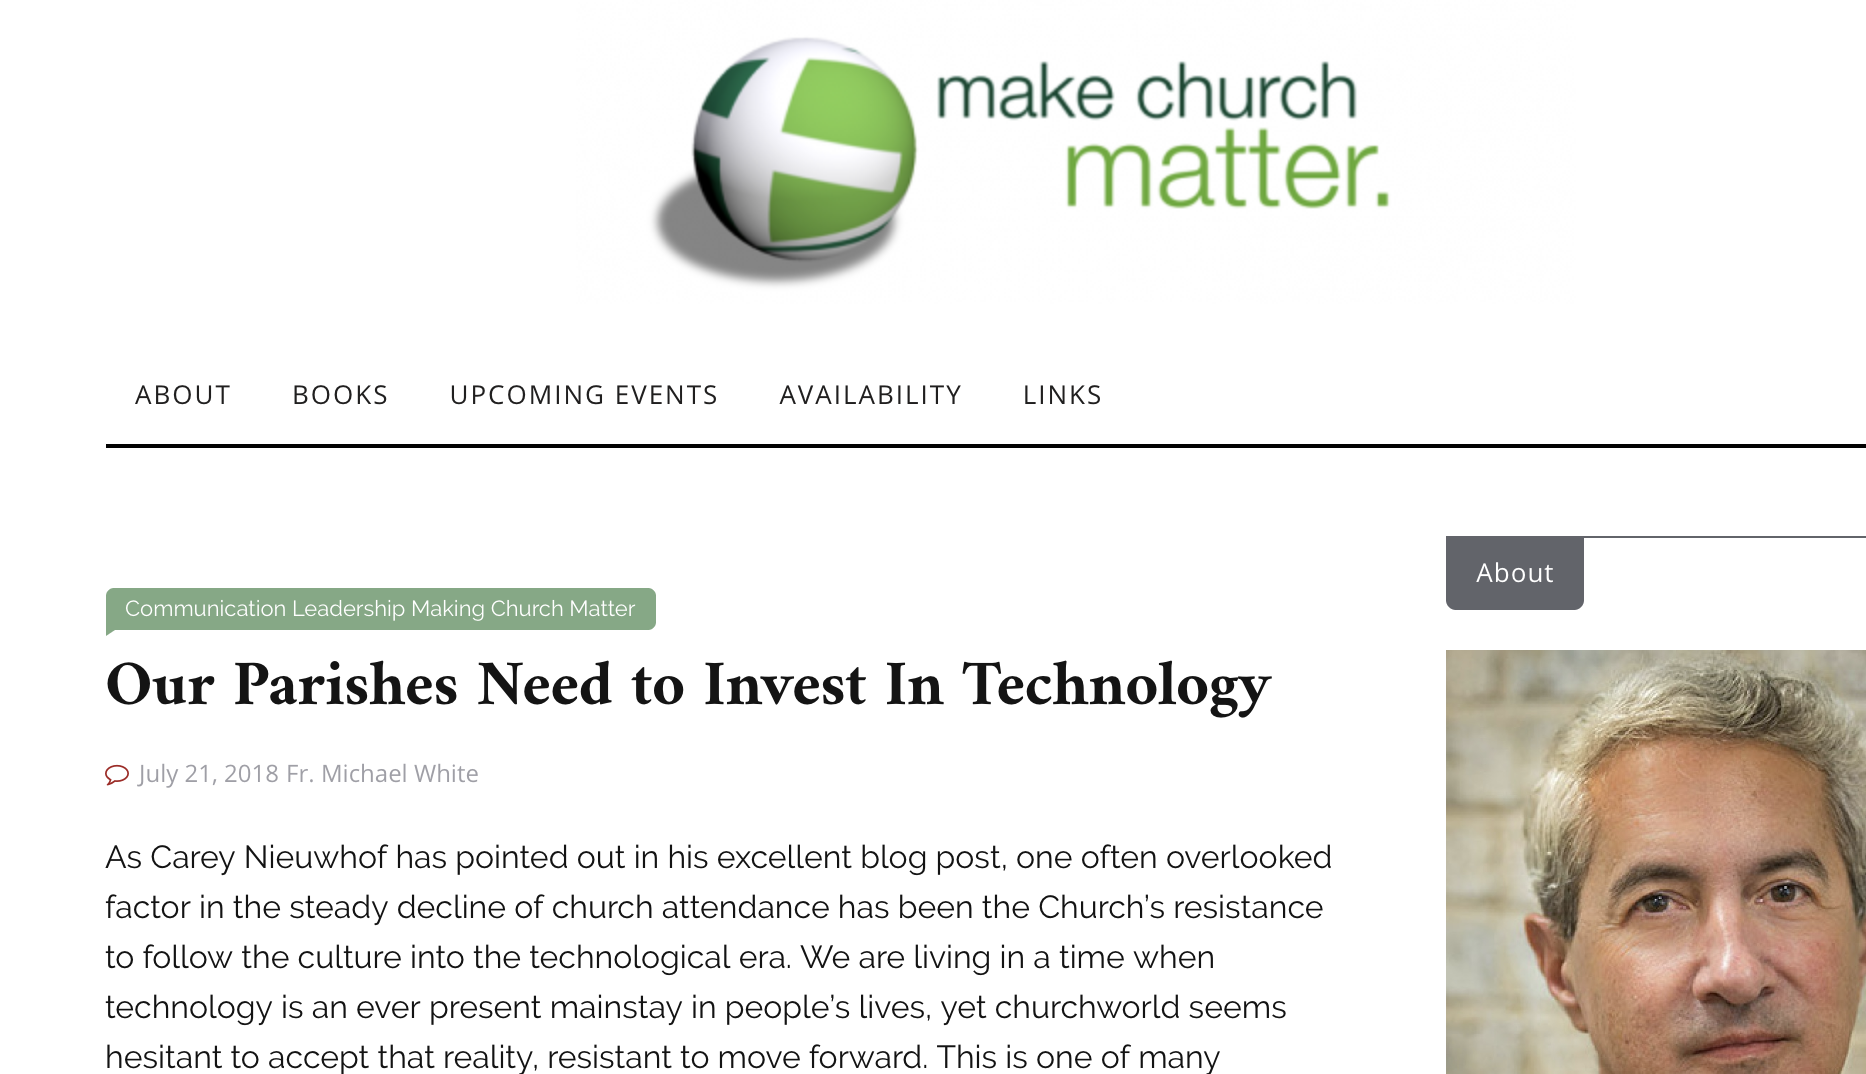 make church
matter.
ABOUT BOOKS UPCOMING EVENTS AVAILABILITY LINKS
Communication Leadership Making Church Matter
Our Parishes Need to Invest In Technology
July 21, 2018 Fr. Michael White
As Carey Nieuwhof has pointed out in his excellent blog post, one often overlooked
factor in the steady decline of church attendance has been the Church’s resistance
to follow the culture into the technological era. We are living in a time when
technology is an ever present mainstay in people’s lives, yet churchworld seems
hesitant to accept that reality, resistant to move forward. This is one of many
About